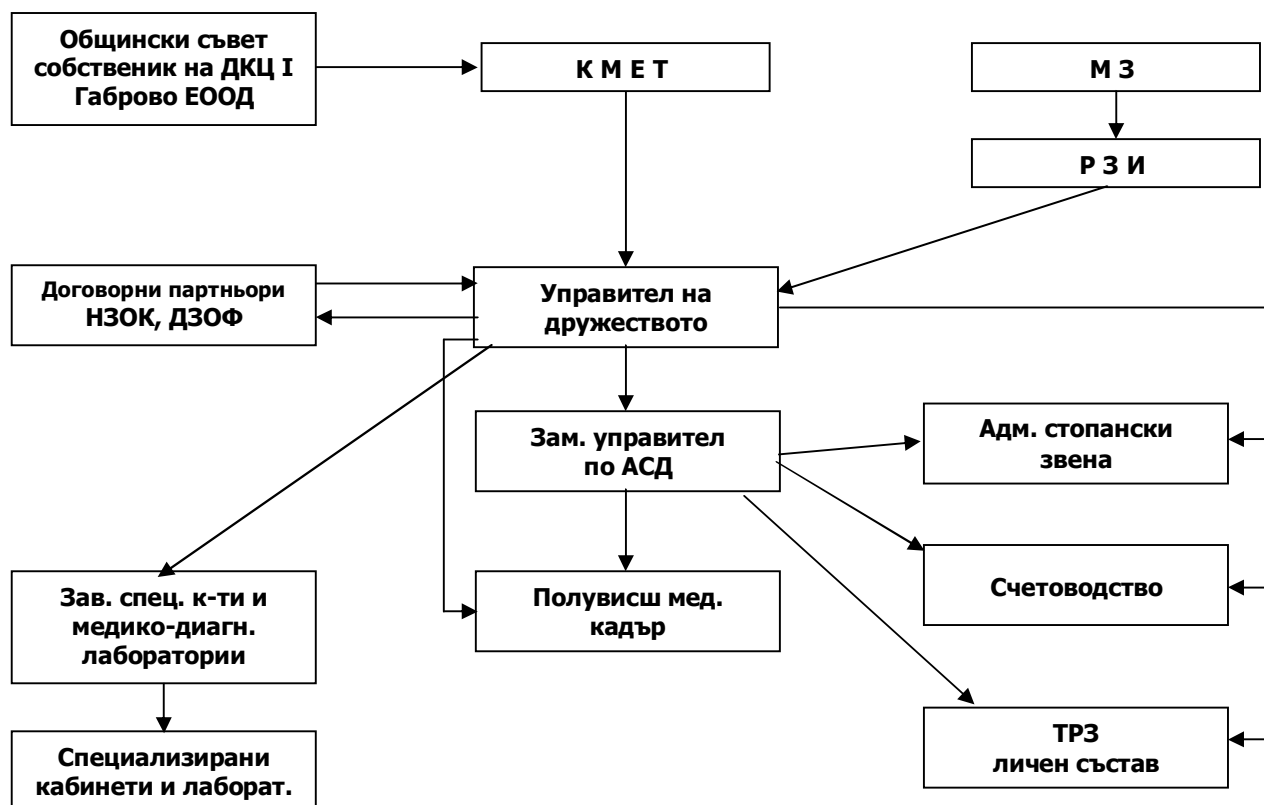 Общински съвет
собственик на ДКЦ I
Габрово ЕООД
К М Е Т
М З
Р З И
Договорни партньори
НЗОК, ДЗОФ
Управител на
дружеството
Зам. управител
по АСД
Адм. стопански
звена
Зав. спец. к-ти и
медико-диагн.
лаборатории
Полувисш мед.
кадър
Счетоводство
Специализирани
кабинети и лаборат.
ТРЗ
личен състав